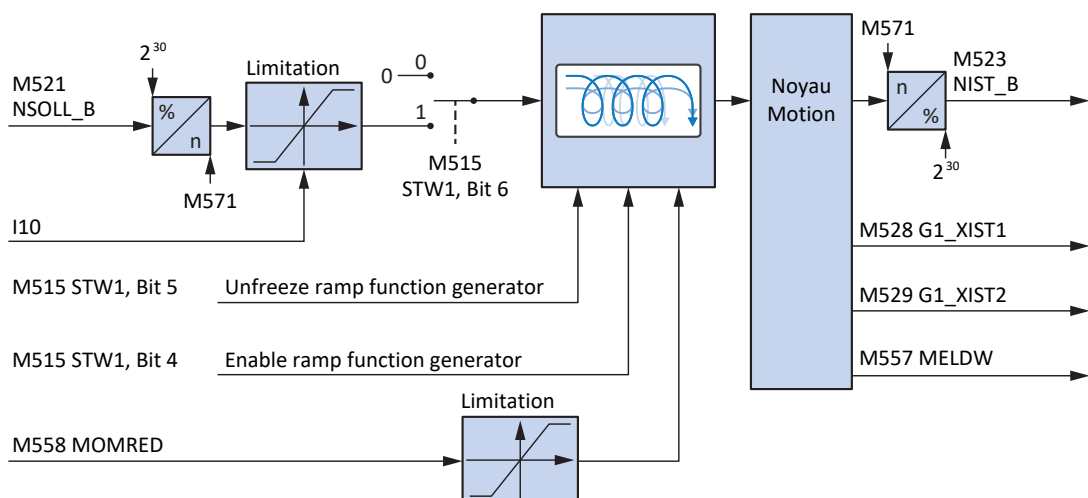 2³⁰
M521
NSOLL_B
%
n
M571
Limitation
0
0
1
M515
STW1, Bit 6
Noyau
Motion
M571
n
%
2³⁰
M523
NIST_B
I10
M528 G1_XIST1
M515 STW1, Bit 5
Unfreeze ramp function generator
M529 G1_XIST2
M515 STW1, Bit 4
Enable ramp function generator
M557 MELDW
Limitation
M558 MOMRED